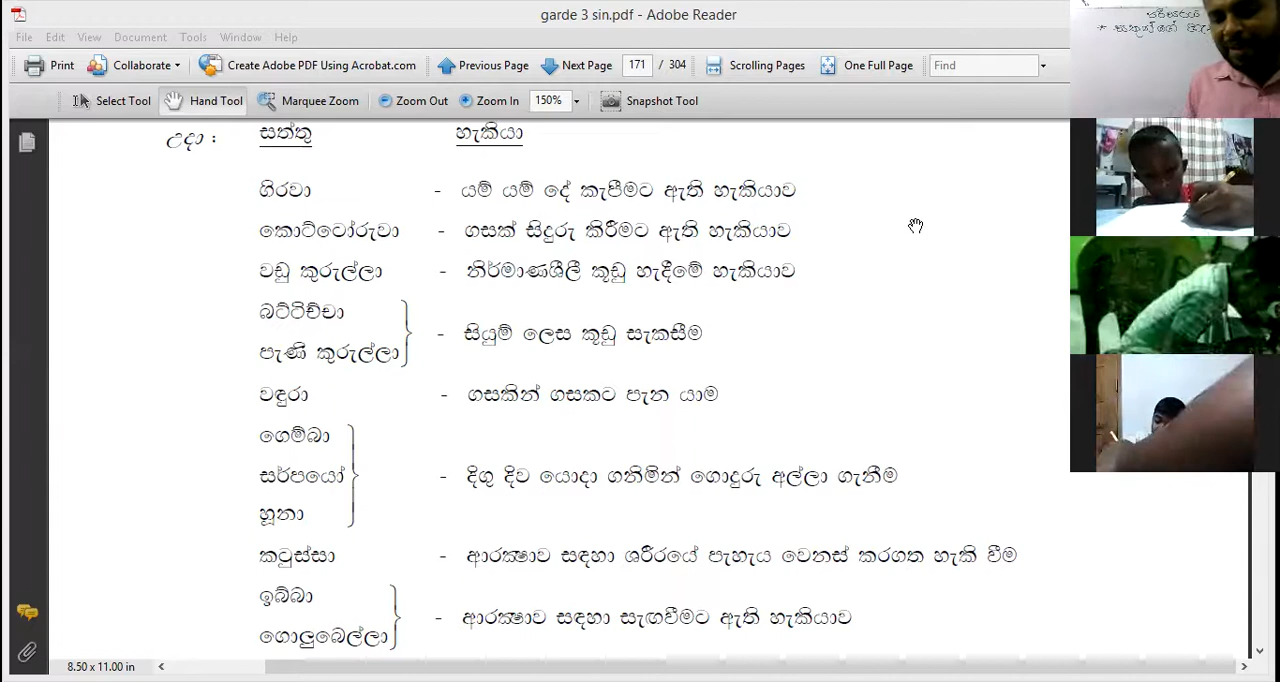 garde 3 sin.pdf - Adobe Reader
File Edit View Document Tools Window Help
Print Collaborate Create Adobe PDF Using Acrobat.com Previous Page Next Page 171 / 304 Scrolling Pages One Full Page Find
Select Tool Hand Tool Marquee Zoom Zoom Out Zoom In 150% Snapshot Tool
උදා : සත්තු හැකියා
ගිරවා - යම් යම් දේ කැපීමට ඇති හැකියාව
කොට්ටෝරුවා - ගසක් සිදුරු කිරීමට ඇති හැකියාව
වඩු කුරුල්ලා - නිර්මාණශීලී කූඩු හැදීමේ හැකියාව
බට්ටිච්චා
පැණි කුරුල්ලා - සියුම් ලෙස කූඩු සැකසීම
වඳුරා - ගසකින් ගසකට පැන යාම
ගෙම්බා
සර්පයෝ - දිගු දිව යොදා ගනිමින් ගොදුරු අල්ලා ගැනීම
හූනා
කටුස්සා - ආරක්‍ෂාව සඳහා ශරීරයේ පැහැය වෙනස් කරගත හැකි වීම
ඉබ්බා
ගොලුබෙල්ලා - ආරක්‍ෂාව සඳහා සැඟවීමට ඇති හැකියාව
8.50 x 11.00 in